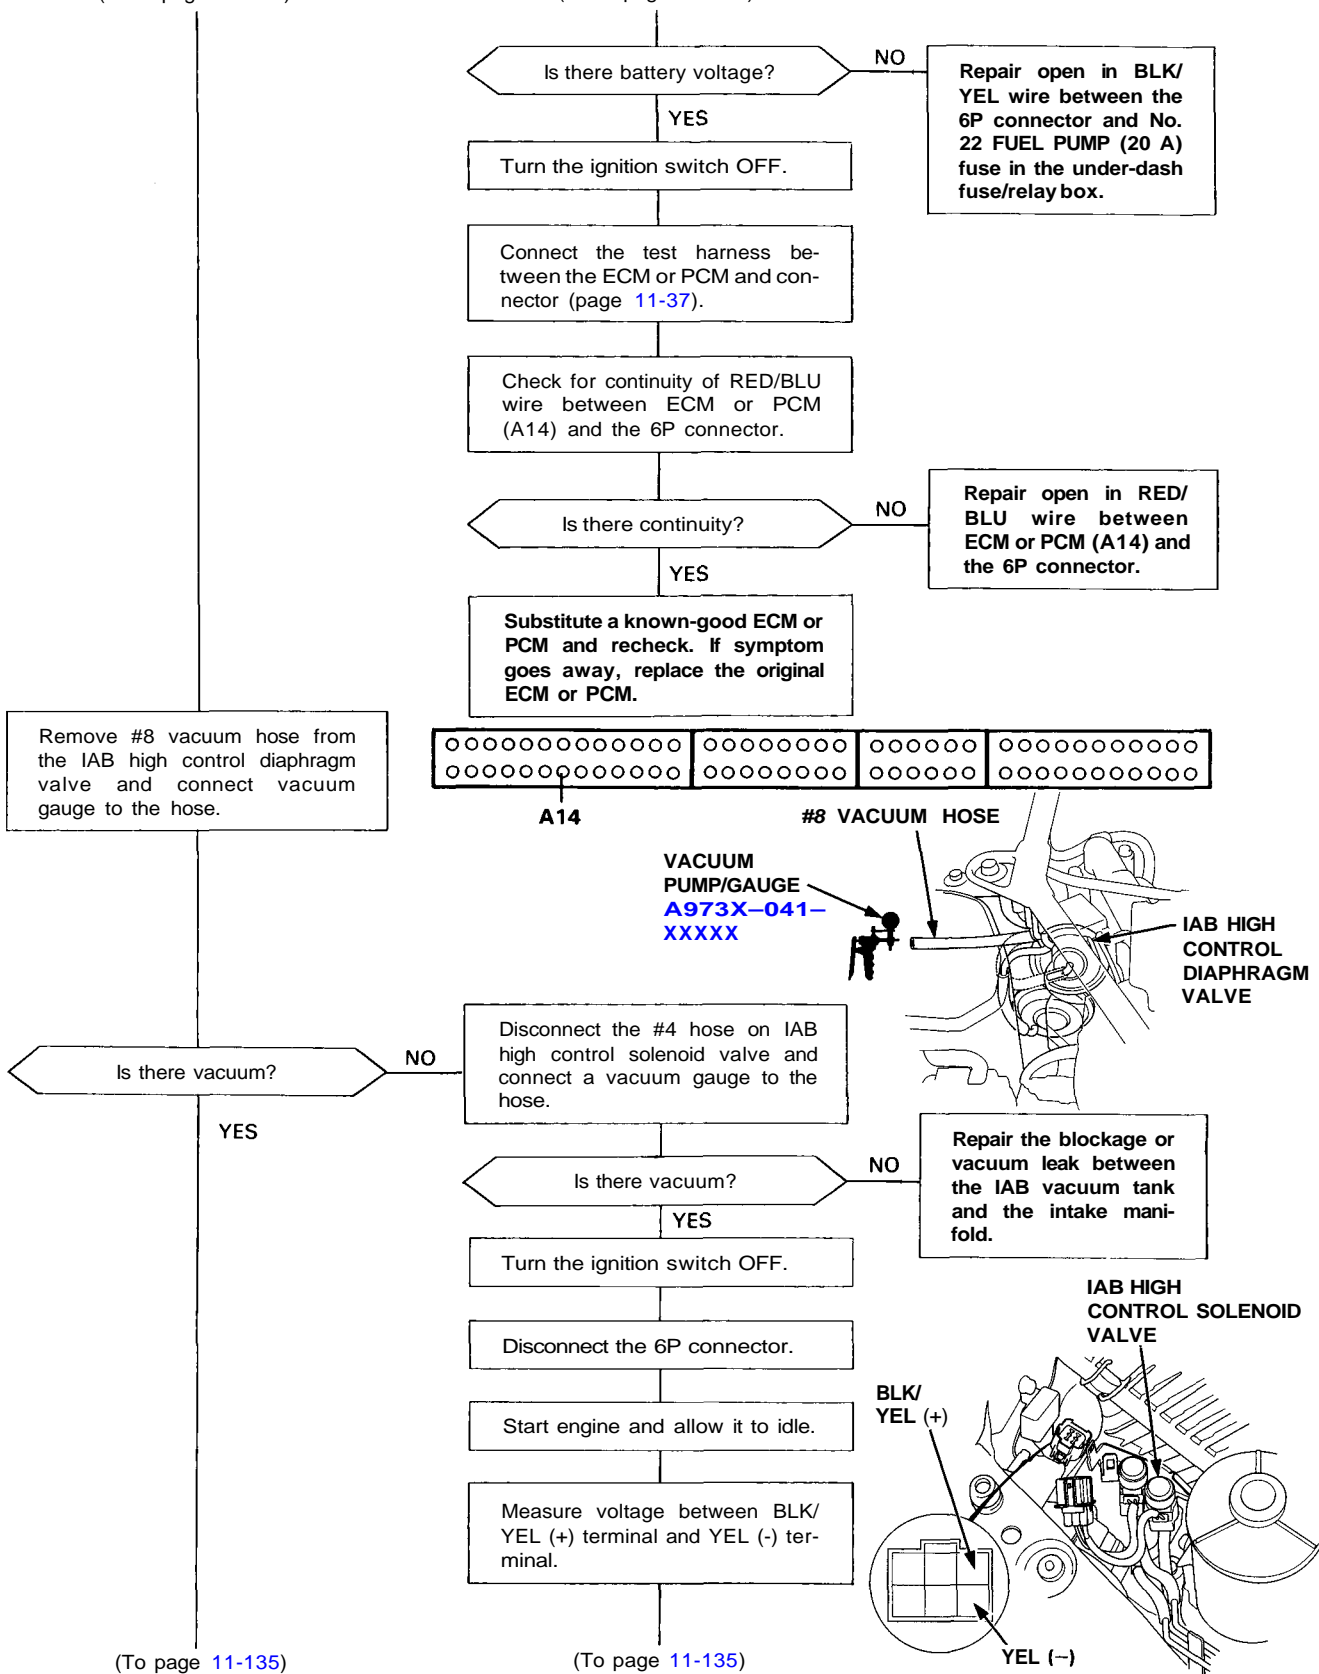 Is there battery voltage?
NO
YES
Repair open in BLK/
YEL wire between the
6P connector and No.
22 FUEL PUMP (20 A)
fuse in the under-dash
fuse/relay box.
Turn the ignition switch OFF.
Connect the test harness be-
tween the ECM or PCM and con-
nector (page 11-37).
Check for continuity of RED/BLU
wire between ECM or PCM
(A14) and the 6P connector.
Is there continuity?
NO
YES
Repair open in RED/
BLU wire between
ECM or PCM (A14) and
the 6P connector.
Substitute a known-good ECM or
PCM and recheck. If symptom
goes away, replace the original
ECM or PCM.
Remove #8 vacuum hose from
the IAB high control diaphragm
valve and connect vacuum
gauge to the hose.
A14
#8 VACUUM HOSE
VACUUM
PUMP/GAUGE
A973X–041–
XXXXX
IAB HIGH
CONTROL
DIAPHRAGM
VALVE
Is there vacuum?
NO
YES
Disconnect the #4 hose on IAB
high control solenoid valve and
connect a vacuum gauge to the
hose.
Is there vacuum?
NO
YES
Repair the blockage or
vacuum leak between
the IAB vacuum tank
and the intake mani-
fold.
Turn the ignition switch OFF.
Disconnect the 6P connector.
Start engine and allow it to idle.
Measure voltage between BLK/
YEL (+) terminal and YEL (-) ter-
minal.
IAB HIGH
CONTROL SOLENOID
VALVE
BLK/
YEL (+)
YEL (–)
(To page 11-135)
(To page 11-135)